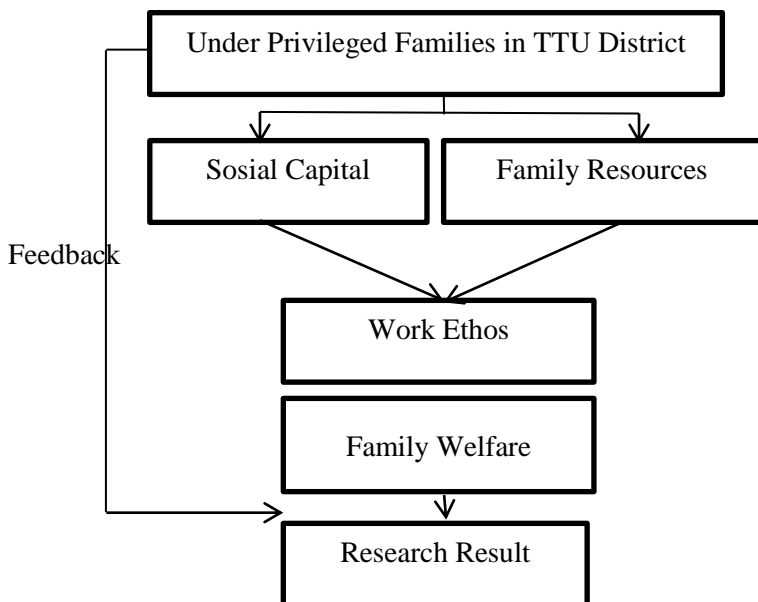 Under Privileged Families in TTU District
Sosial Capital
Family Resources
Feedback
Work Ethos
Family Welfare
Research Result